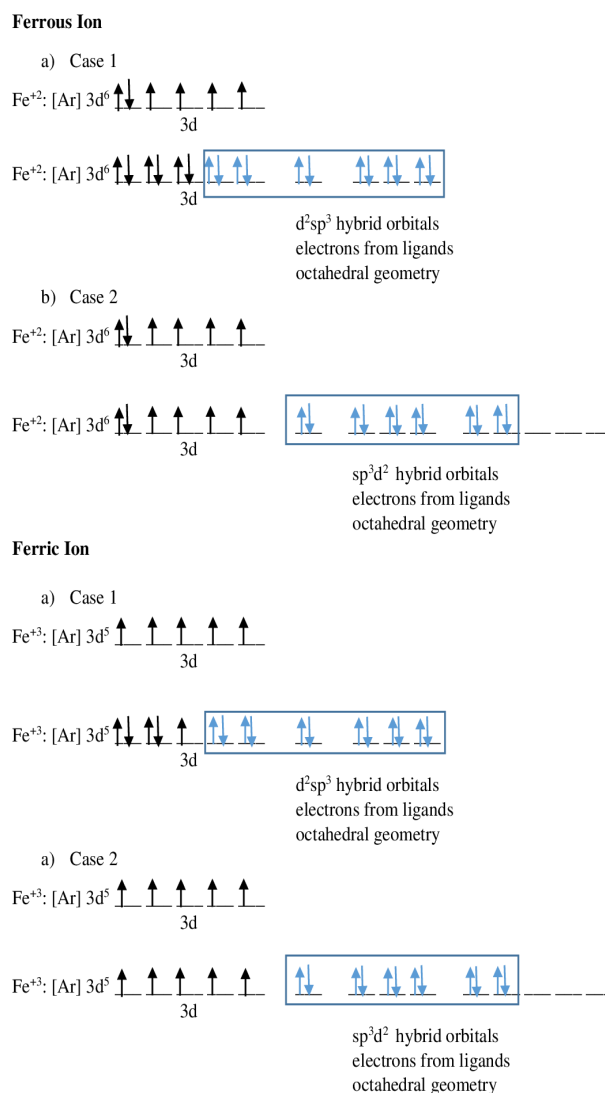 Ferrous Ion
a) Case 1
Fe⁺²: [Ar] 3d⁶
3d
Fe⁺²: [Ar] 3d⁶
3d
d²sp³ hybrid orbitals
electrons from ligands
octahedral geometry
b) Case 2
Fe⁺²: [Ar] 3d⁶
3d
Fe⁺²: [Ar] 3d⁶
3d
sp³d² hybrid orbitals
electrons from ligands
octahedral geometry
Ferric Ion
a) Case 1
Fe⁺³: [Ar] 3d⁵
3d
Fe⁺³: [Ar] 3d⁵
3d
d²sp³ hybrid orbitals
electrons from ligands
octahedral geometry
a) Case 2
Fe⁺³: [Ar] 3d⁵
3d
Fe⁺³: [Ar] 3d⁵
3d
sp³d² hybrid orbitals
electrons from ligands
octahedral geometry